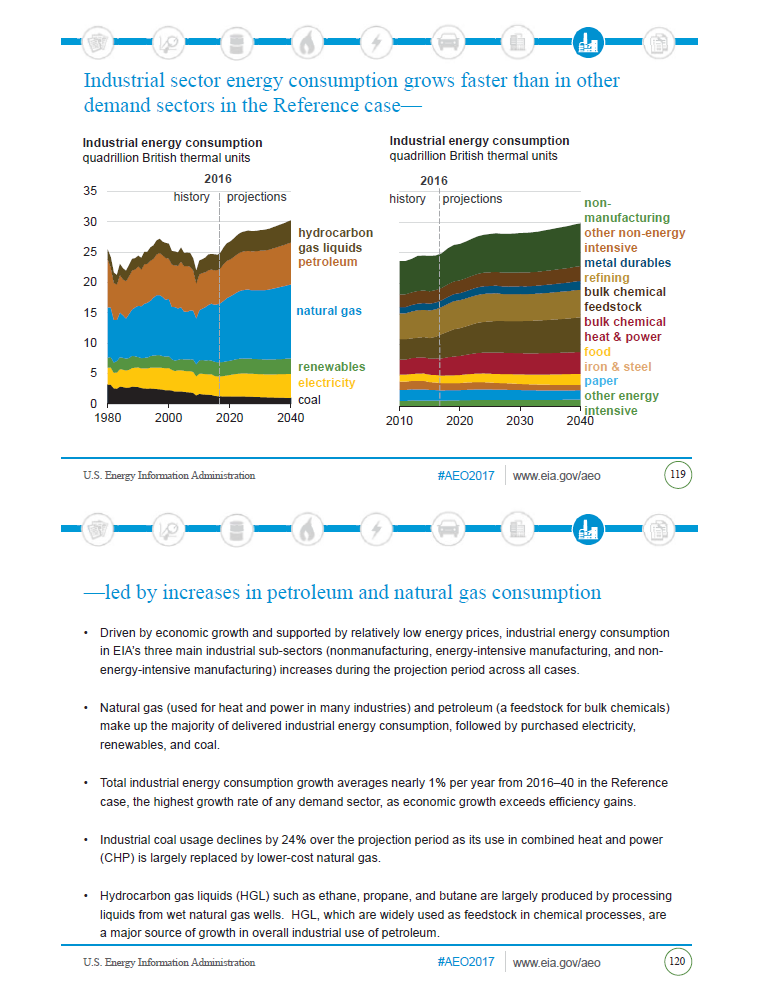 Industrial sector energy consumption grows faster than in other
demand sectors in the Reference case—
Industrial energy consumption
quadrillion British thermal units
2016
history
projections
35
30
25
20
15
10
5
0
1980
2000
2020
2040
hydrocarbon
gas liquids
petroleum
natural gas
renewables
electricity
coal
Industrial energy consumption
quadrillion British thermal units
2016
history
projections
2010
2020
2030
2040
non-
manufacturing
other non-energy
intensive
metal durables
refining
bulk chemical
feedstock
bulk chemical
heat & power
food
iron & steel
paper
other energy
intensive
U.S. Energy Information Administration
#AEO2017
www.eia.gov/aeo
119
—led by increases in petroleum and natural gas consumption
• Driven by economic growth and supported by relatively low energy prices, industrial energy consumption
in EIA's three main industrial sub-sectors (nonmanufacturing, energy-intensive manufacturing, and non-
energy-intensive manufacturing) increases during the projection period across all cases.
• Natural gas (used for heat and power in many industries) and petroleum (a feedstock for bulk chemicals)
make up the majority of delivered industrial energy consumption, followed by purchased electricity,
renewables, and coal.
• Total industrial energy consumption growth averages nearly 1% per year from 2016–40 in the Reference
case, the highest growth rate of any demand sector, as economic growth exceeds efficiency gains.
• Industrial coal usage declines by 24% over the projection period as its use in combined heat and power
(CHP) is largely replaced by lower-cost natural gas.
• Hydrocarbon gas liquids (HGL) such as ethane, propane, and butane are largely produced by processing
liquids from wet natural gas wells.  HGL, which are widely used as feedstock in chemical processes, are
a major source of growth in overall industrial use of petroleum.
U.S. Energy Information Administration
#AEO2017
www.eia.gov/aeo
120